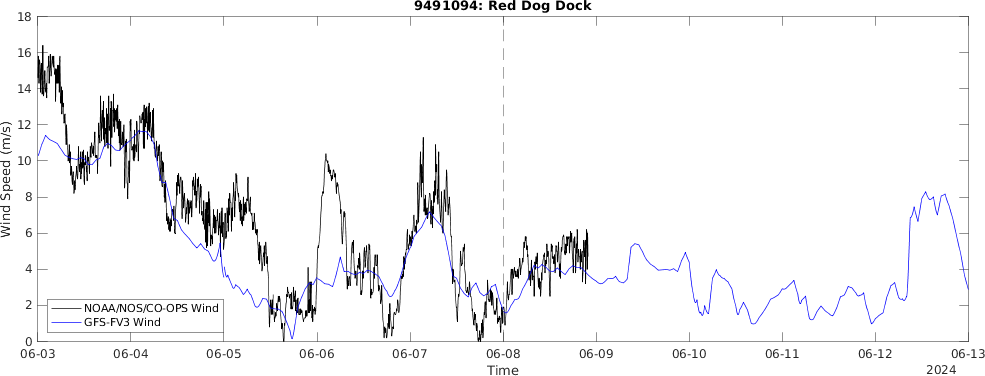 9491094: Red Dog Dock
18
16
14
12
10
8
6
4
2
0
Wind Speed (m/s)
NOAA/NOS/CO-OPS Wind
GFS-FV3 Wind
06-03 06-04 06-05 06-06 06-07 06-08 06-09 06-10 06-11 06-12 06-13
Time
2024